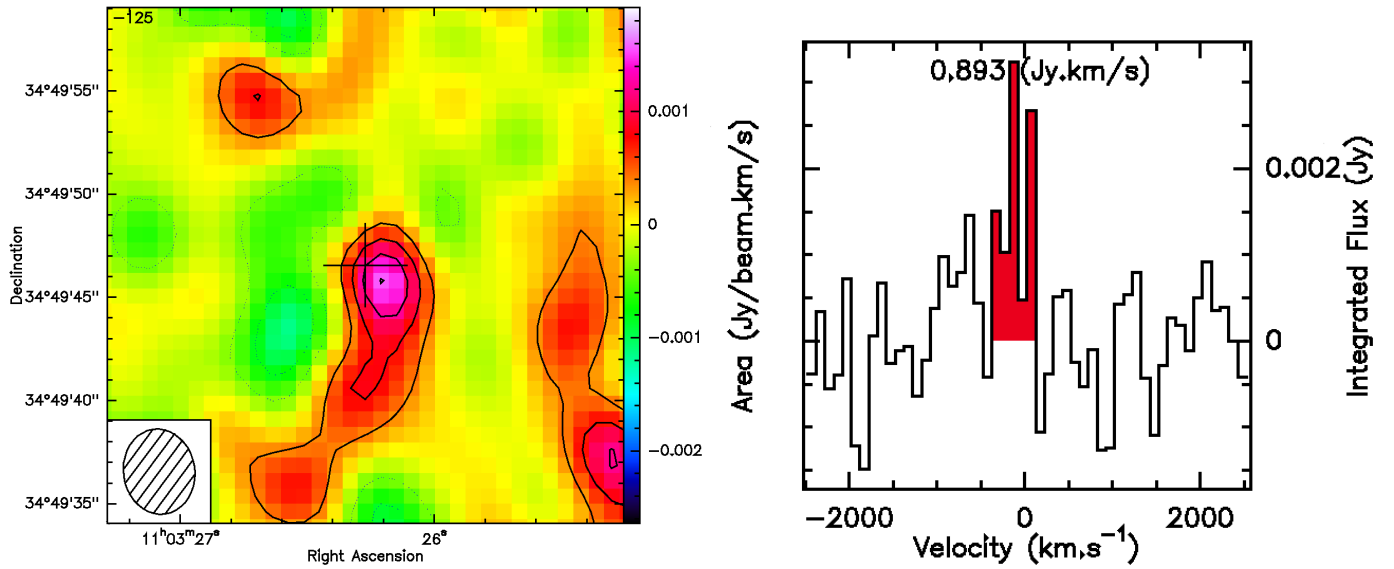 -125
34°49'55"
34°49'50"
34°49'45"
34°49'40"
34°49'35"
Declination
11ʰ03ᵐ27ˢ
26ˢ
Right Ascension
0.001
0
-0.001
-0.002
0.893 (Jy.km/s)
Area (Jy/beam.km/s)
0.002
0
Integrated Flux (Jy)
-2000
0
2000
Velocity (km.s⁻¹)